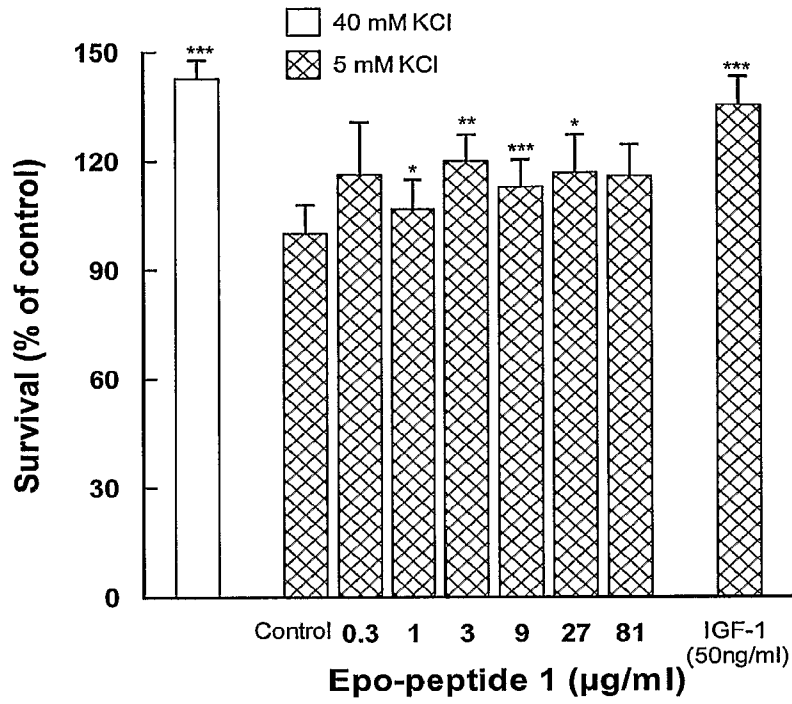 40 mM KCl
5 mM KCl
Survival (% of control)
150
120
90
60
30
0
***
*
**
***
*
***
Control 0.3 1 3 9 27 81 IGF-1
(50ng/ml)
Epo-peptide 1 (μg/ml)